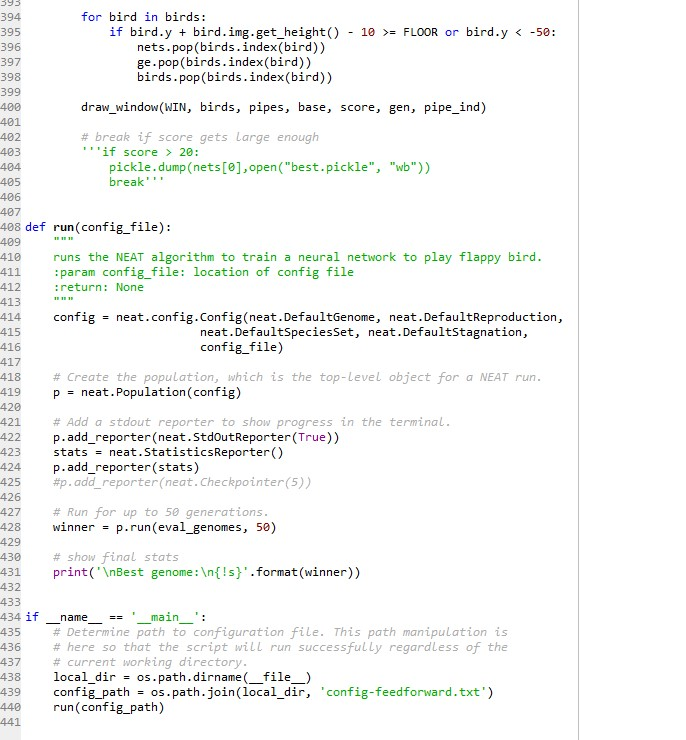 393
394 for bird in birds:
395 if bird.y + bird.img.get_height() - 10 >= FLOOR or bird.y < -50:
396 nets.pop(birds.index(bird))
397 ge.pop(birds.index(bird))
398 birds.pop(birds.index(bird))
399
400 draw_window(WIN, birds, pipes, base, score, gen, pipe_ind)
401
402 # break if score gets large enough
403 '''if score > 20:
404 pickle.dump(nets[0],open("best.pickle", "wb"))
405 break'''
406
407
408 def run(config_file):
409 """
410 runs the NEAT algorithm to train a neural network to play flappy bird.
411 :param config_file: location of config file
412 :return: None
413 """
414 config = neat.config.Config(neat.DefaultGenome, neat.DefaultReproduction,
415 neat.DefaultSpeciesSet, neat.DefaultStagnation,
416 config_file)
417
418 # Create the population, which is the top-level object for a NEAT run.
419 p = neat.Population(config)
420
421 # Add a stdout reporter to show progress in the terminal.
422 p.add_reporter(neat.StdOutReporter(True))
423 stats = neat.StatisticsReporter()
424 p.add_reporter(stats)
425 #p.add_reporter(neat.Checkpointer(5))
426
427 # Run for up to 50 generations.
428 winner = p.run(eval_genomes, 50)
429
430 # show final stats
431 print('\nBest genome:\n{!s}'.format(winner))
432
433
434 if __name__ == '__main__':
435 # Determine path to configuration file. This path manipulation is
436 # here so that the script will run successfully regardless of the
437 # current working directory.
438 local_dir = os.path.dirname(__file__)
439 config_path = os.path.join(local_dir, 'config-feedforward.txt')
440 run(config_path)
441